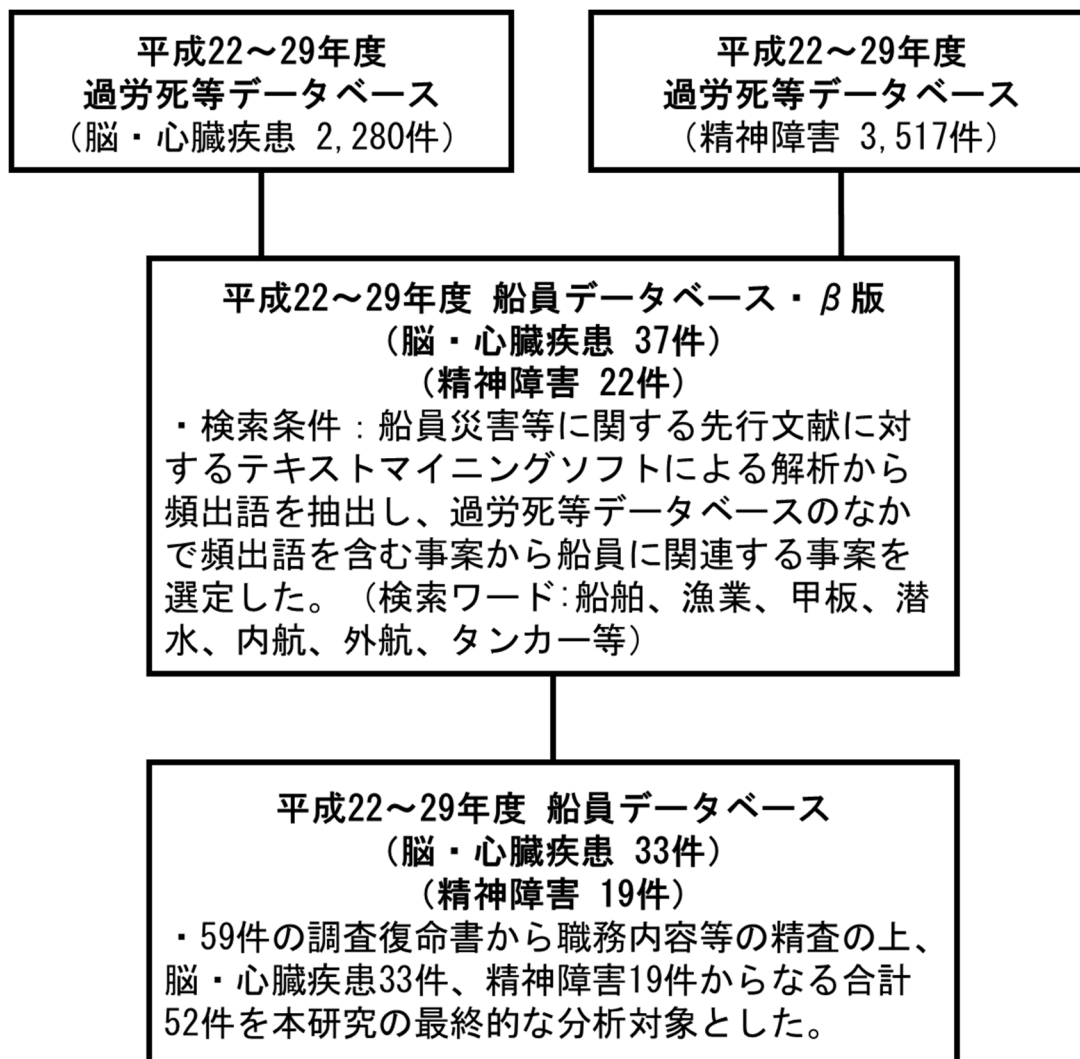 平成22～29年度
過労死等データベース
（脳・心臓疾患 2,280件）
平成22～29年度
過労死等データベース
（精神障害 3,517件）
平成22～29年度 船員データベース・β版
（脳・心臓疾患 37件）
（精神障害 22件）
・検索条件：船員災害等に関する先行文献に対
するテキストマイニングソフトによる解析から
頻出語を抽出し、過労死等データベースのなか
で頻出語を含む事案から船員に関連する事案を
選定した。（検索ワード:船舶、漁業、甲板、潜
水、内航、外航、タンカー等）
平成22～29年度 船員データベース
（脳・心臓疾患 33件）
（精神障害 19件）
・59件の調査復命書から職務内容等の精査の上、
脳・心臓疾患33件、精神障害19件からなる合計
52件を本研究の最終的な分析対象とした。